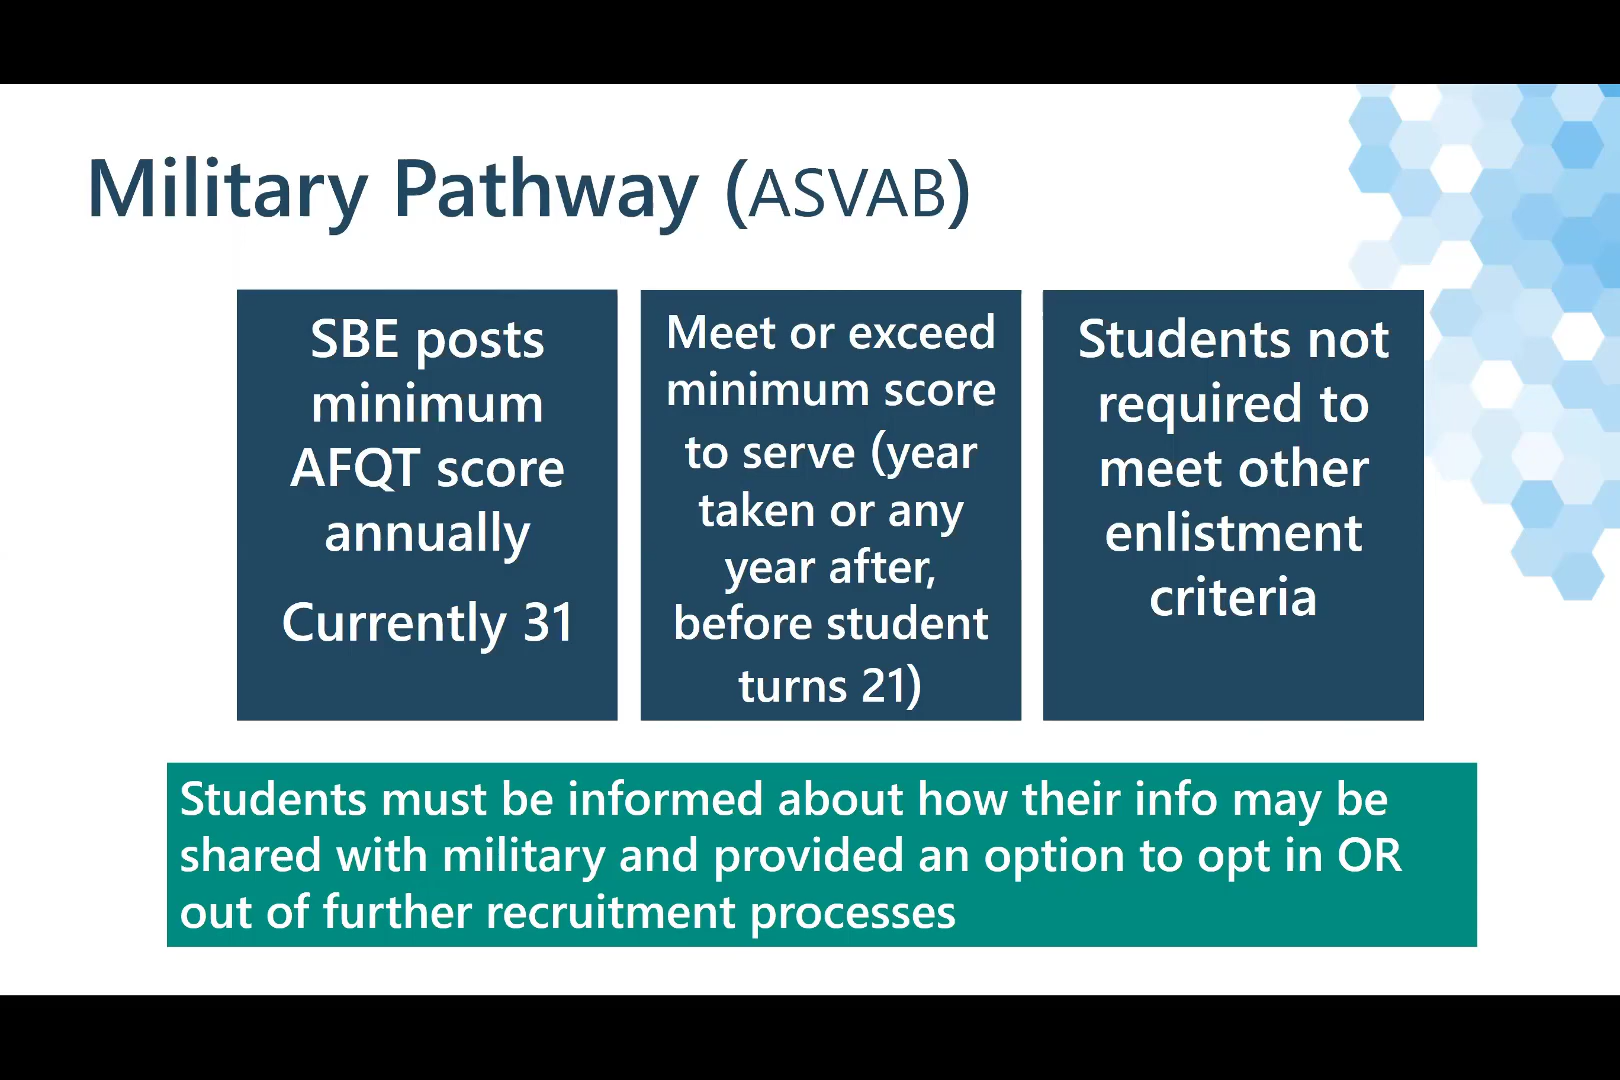 Military Pathway (ASVAB)
SBE posts
minimum
AFQT score
annually
Currently 31
Meet or exceed
minimum score
to serve (year
taken or any
year after,
before student
turns 21)
Students not
required to
meet other
enlistment
criteria
Students must be informed about how their info may be
shared with military and provided an option to opt in OR
out of further recruitment processes